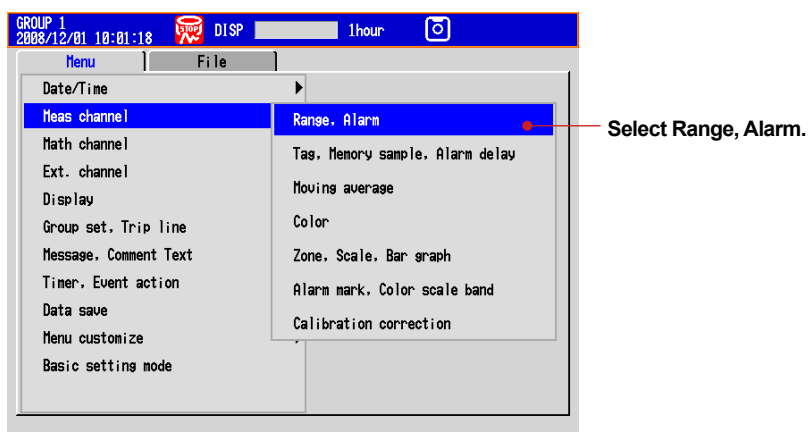 GROUP 1
2008/12/01 10:01:18 STOP DISP 1hour
Menu File
Date/Time
Meas channel
Math channel
Ext. channel
Display
Group set, Trip line
Message, Comment Text
Timer, Event action
Data save
Menu customize
Basic setting mode
Range, Alarm
Tag, Memory sample, Alarm delay
Moving average
Color
Zone, Scale, Bar graph
Alarm mark, Color scale band
Calibration correction
Select Range, Alarm.